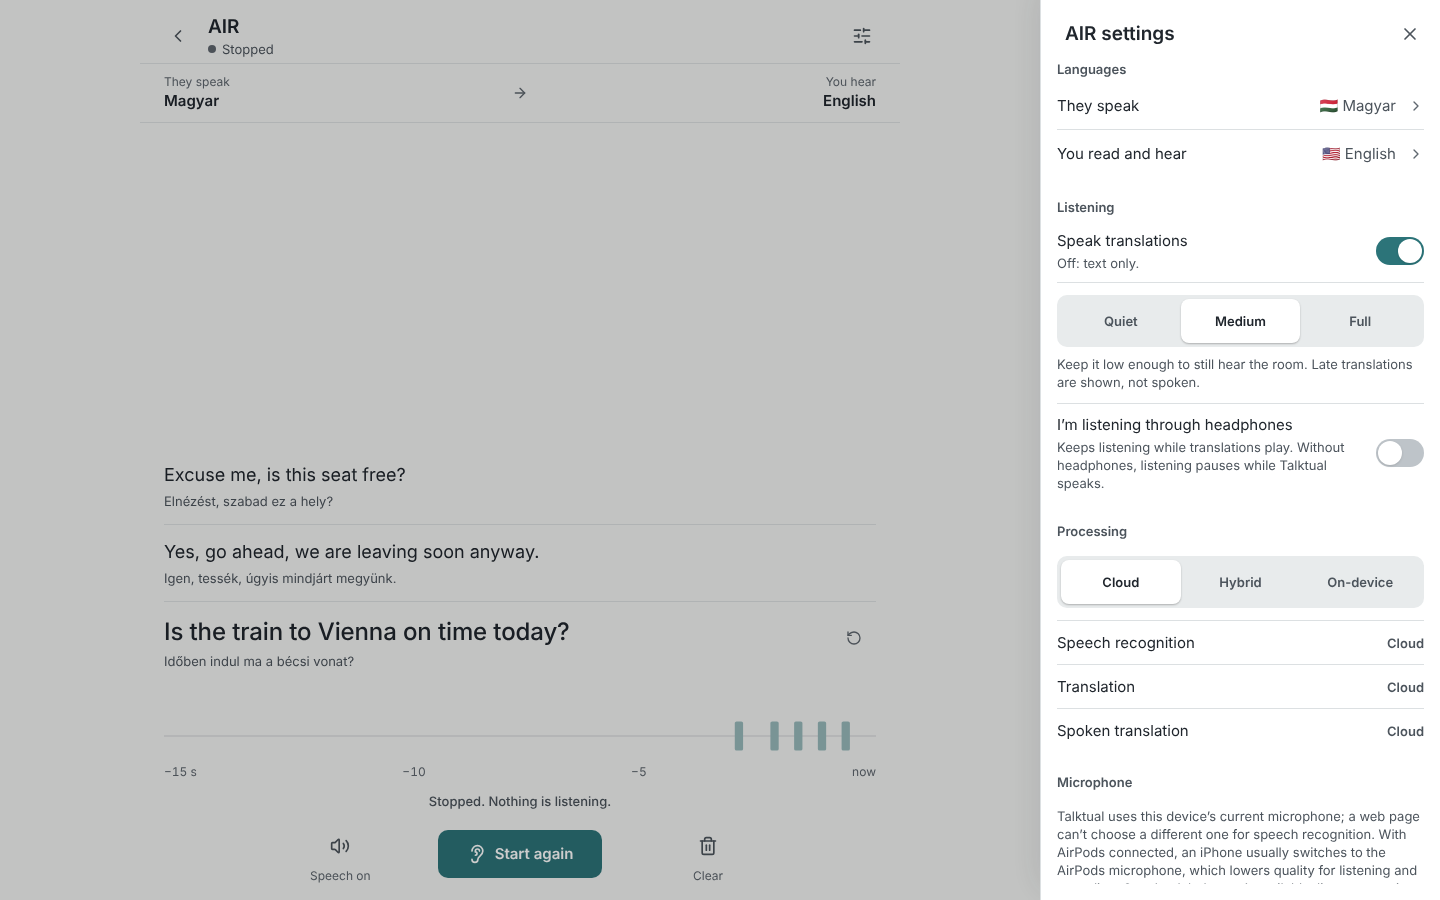 AIR
Stopped
They speak
Magyar
You hear
English
Excuse me, is this seat free?
Elnézést, szabad ez a hely?
Yes, go ahead, we are leaving soon anyway.
Igen, tessék, úgyis mindjárt megyünk.
Is the train to Vienna on time today?
Időben indul ma a bécsi vonat?
−15 s
−10
−5
now
Stopped. Nothing is listening.
Speech on
Start again
Clear
AIR settings
Languages
They speak
Magyar
You read and hear
English
Listening
Speak translations
Off: text only.
Quiet
Medium
Full
Keep it low enough to still hear the room. Late translations
are shown, not spoken.
I’m listening through headphones
Keeps listening while translations play. Without
headphones, listening pauses while Talktual
speaks.
Processing
Cloud
Hybrid
On-device
Speech recognition
Cloud
Translation
Cloud
Spoken translation
Cloud
Microphone
Talktual uses this device’s current microphone; a web page
can’t choose a different one for speech recognition. With
AirPods connected, an iPhone usually switches to the
AirPods microphone, which lowers quality for listening and